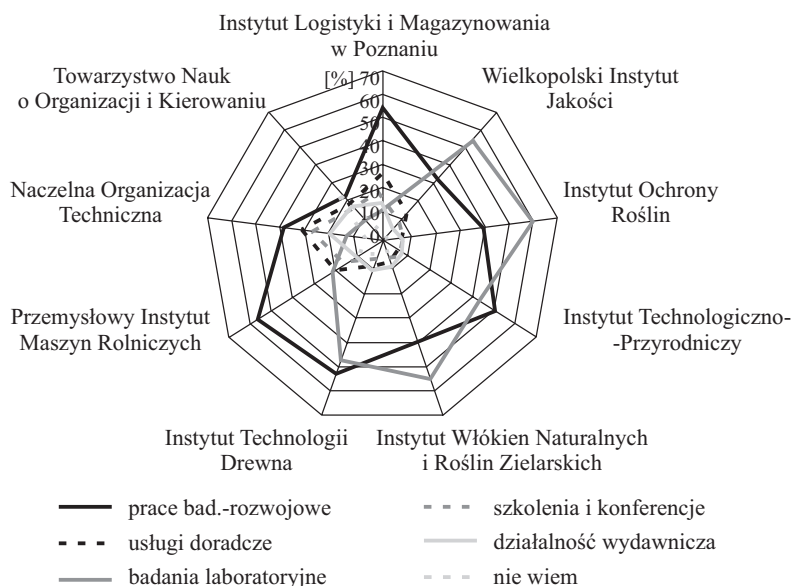 Instytut Logistyki i Magazynowania
w Poznaniu
Towarzystwo Nauk
o Organizacji i Kierowaniu
[%]
70
60
50
40
30
20
10
0
Wielkopolski Instytut
Jakości
Naczelna Organizacja
Techniczna
Instytut Ochrony
Roślin
Przemysłowy Instytut
Maszyn Rolniczych
Instytut Technologiczno-
-Przyrodniczy
Instytut Technologii
Drewna
Instytut Włókien Naturalnych
i Roślin Zielarskich
prace bad.-rozwojowe
usługi doradcze
badania laboratoryjne
szkolenia i konferencje
działalność wydawnicza
nie wiem